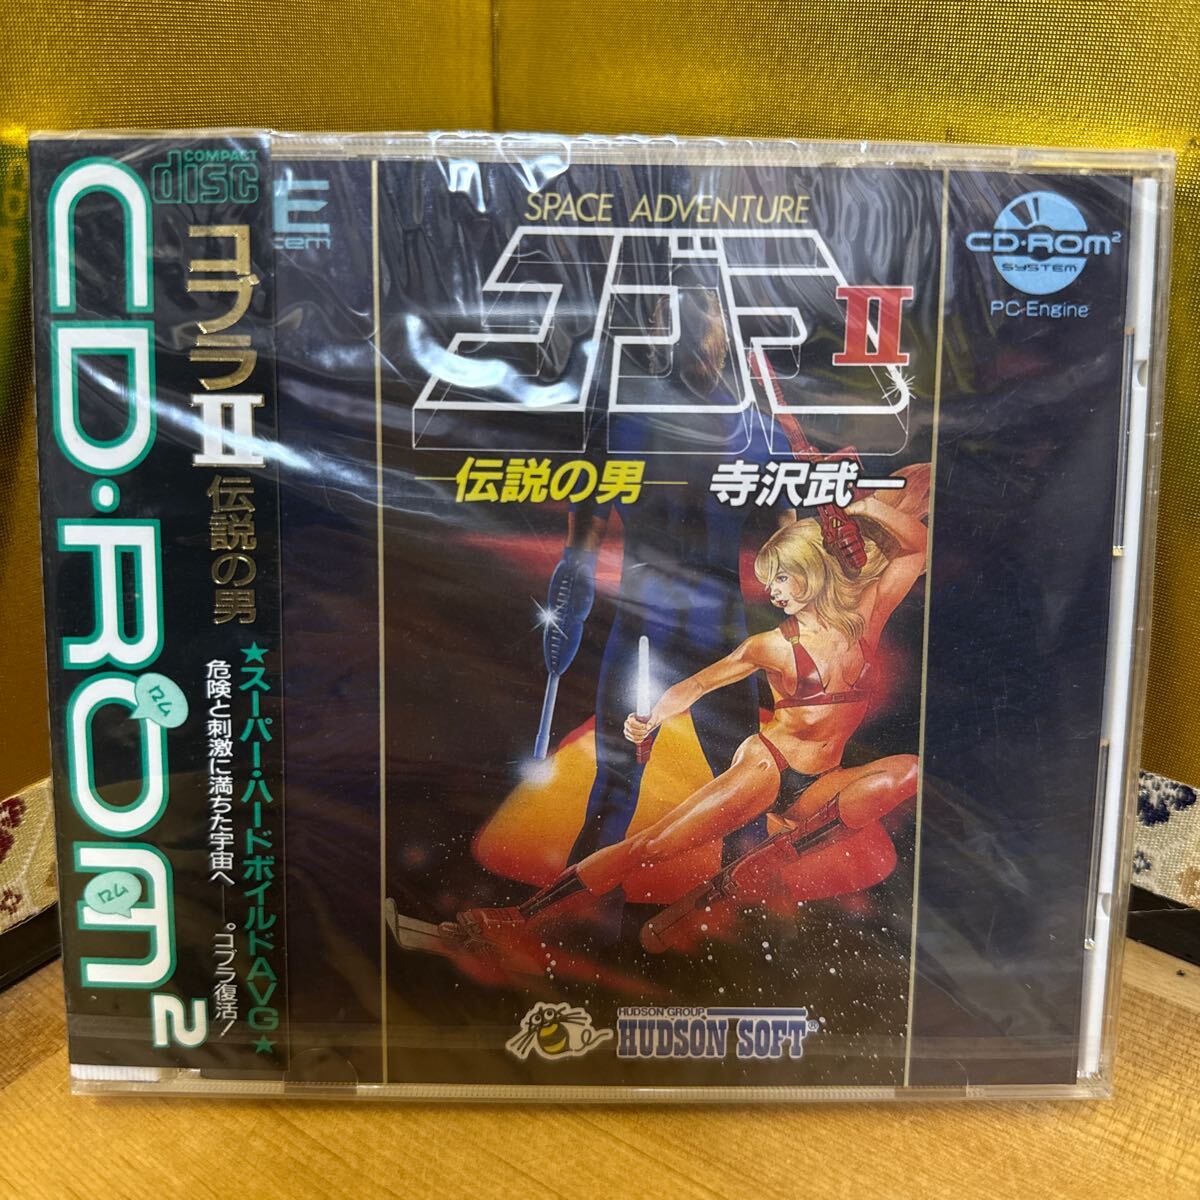 COMPACT
disc
CD·ROM²
ロム
ロム
コブラII 伝説の男
★スーパー・ハードボイルドAVG★
危険と刺激に満ちた宇宙へ——。コブラ復活!
SPACE ADVENTURE
コブラII
—伝説の男— 寺沢武一
CD·ROM²
SYSTEM
PC Engine
HUDSON GROUP
HUDSON SOFT®